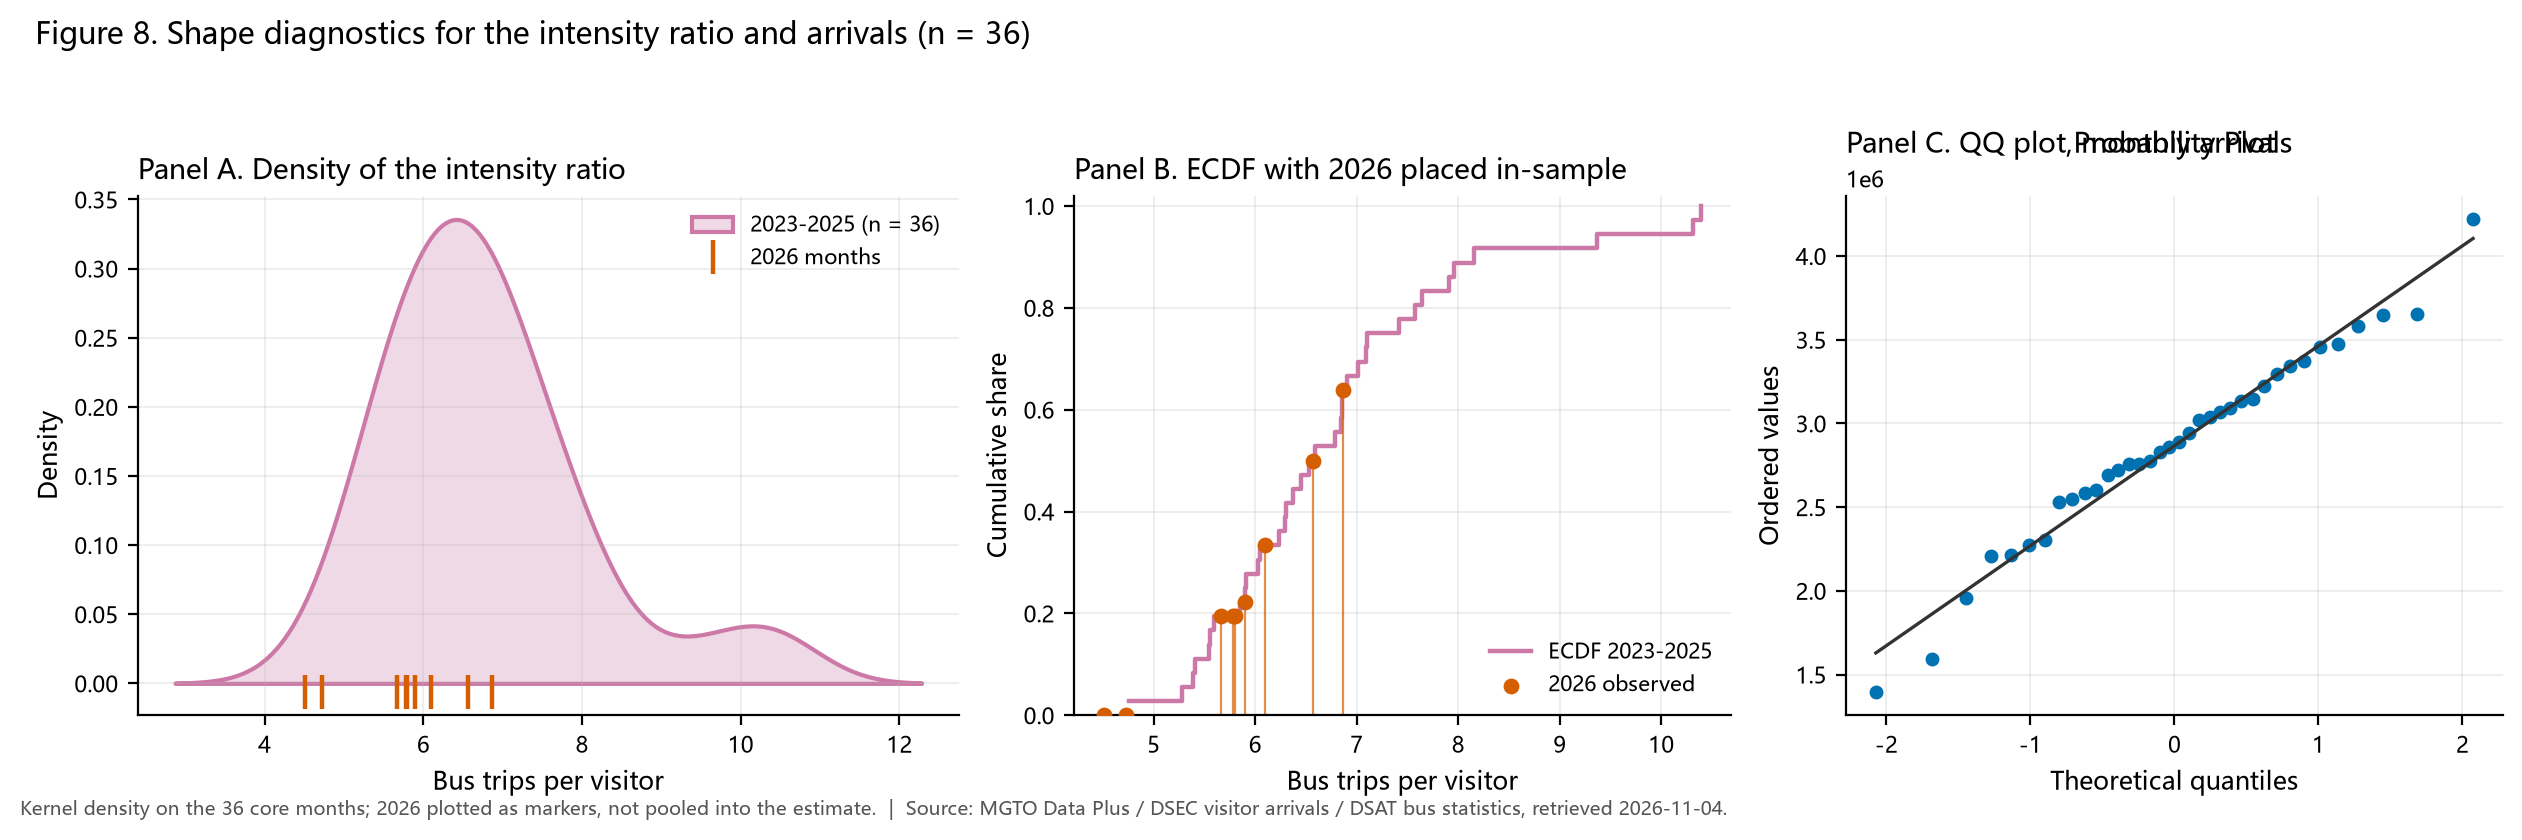 Figure 8. Shape diagnostics for the intensity ratio and arrivals (n = 36)
Panel A. Density of the intensity ratio
0.35
0.30
0.25
0.20
0.15
0.10
0.05
0.00
Density
2023-2025 (n = 36)
2026 months
4
6
8
10
12
Bus trips per visitor
Panel B. ECDF with 2026 placed in-sample
1.0
0.8
0.6
0.4
0.2
0.0
Cumulative share
ECDF 2023-2025
2026 observed
5
6
7
8
9
10
Bus trips per visitor
Panel C. QQ plot, monthly arrivals
Probability Plot
1e6
4.0
3.5
3.0
2.5
2.0
1.5
Ordered values
-2
-1
0
1
2
Theoretical quantiles
Kernel density on the 36 core months; 2026 plotted as markers, not pooled into the estimate. | Source: MGTO Data Plus / DSEC visitor arrivals / DSAT bus statistics, retrieved 2026-11-04.